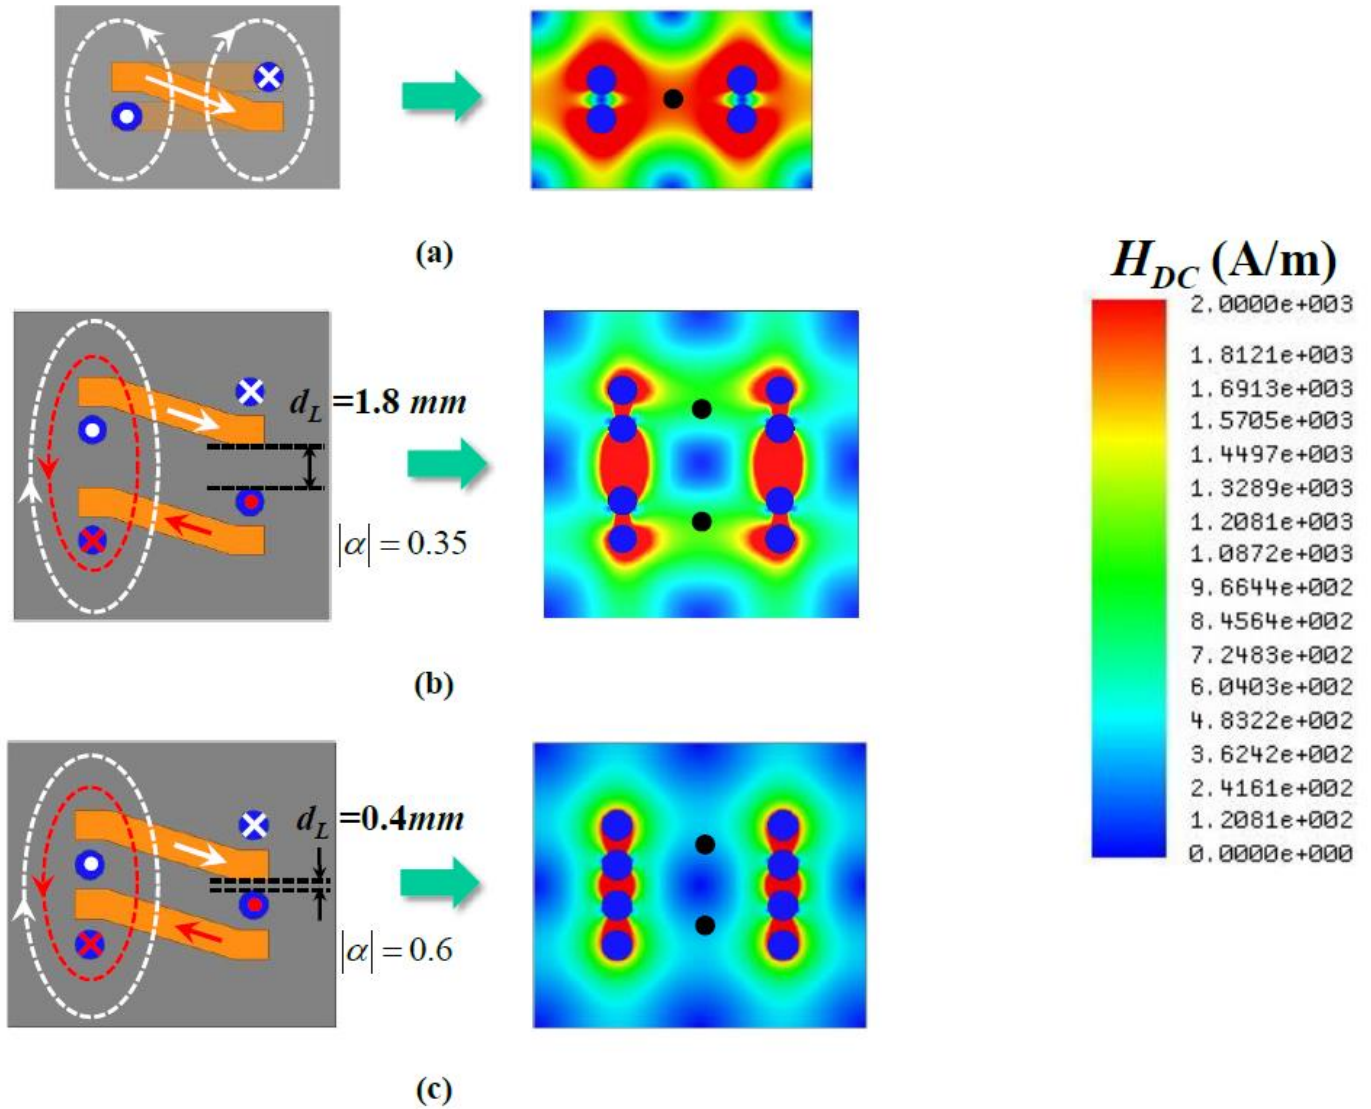 (a)
d_L =1.8 mm
|α| = 0.35
(b)
d_L =0.4mm
|α| = 0.6
(c)
H_DC (A/m)
2.0000e+003
1.8121e+003
1.6913e+003
1.5705e+003
1.4497e+003
1.3289e+003
1.2081e+003
1.0872e+003
9.6644e+002
8.4564e+002
7.2483e+002
6.0403e+002
4.8322e+002
3.6242e+002
2.4161e+002
1.2081e+002
0.0000e+000